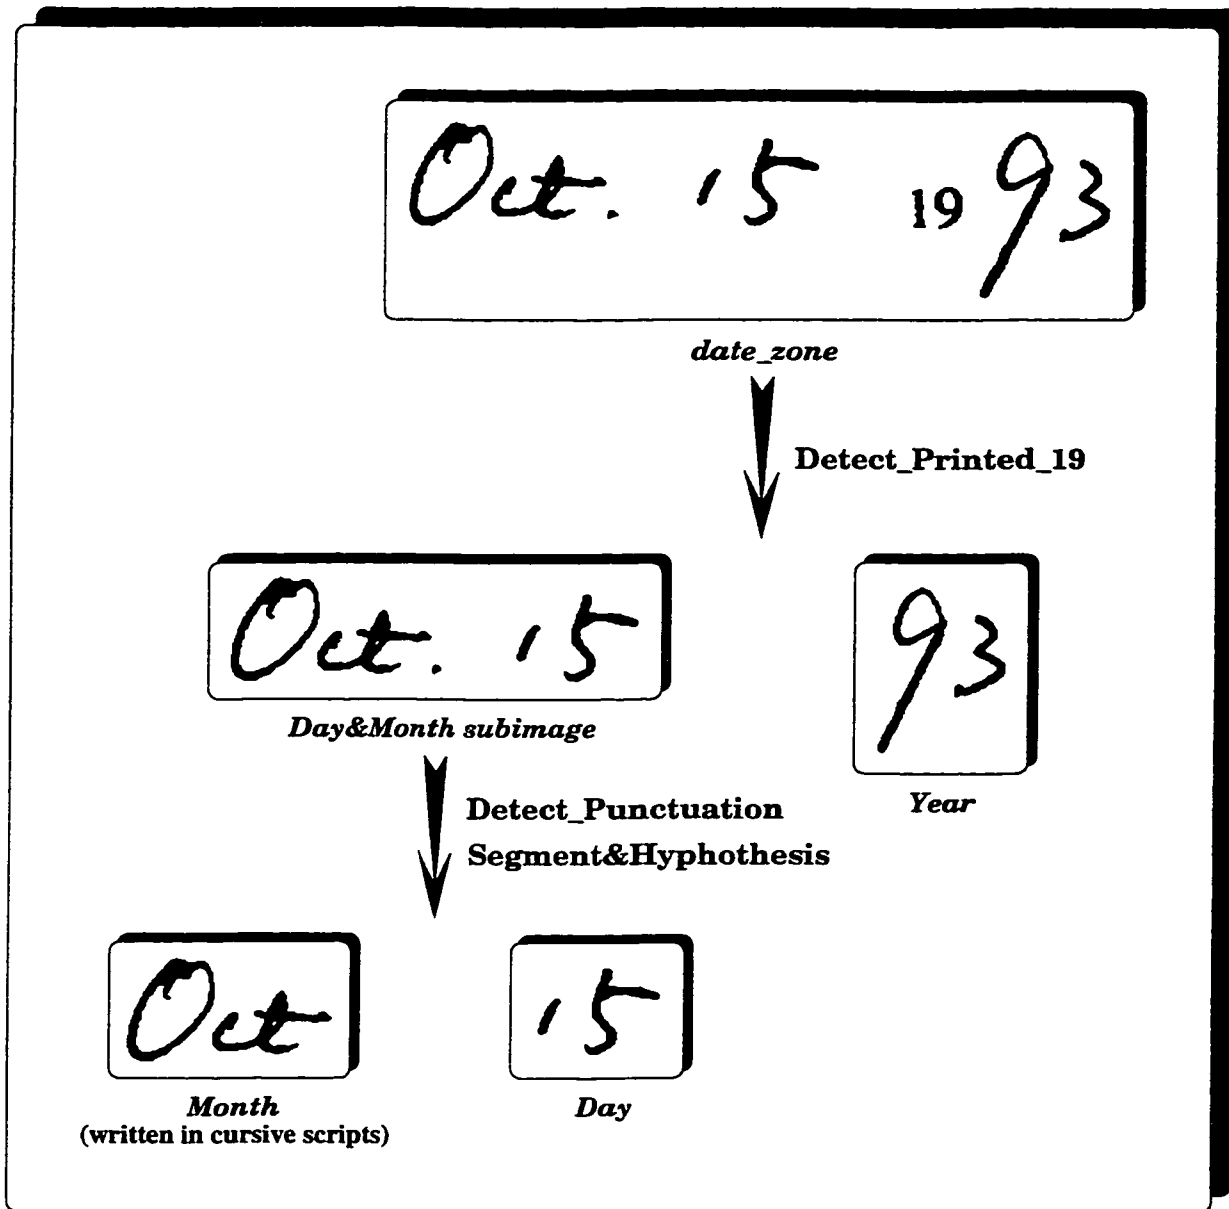 Oct. 15 19 93
date_zone
Detect_Printed_19
Oct. 15
93
Day&Month subimage
Year
Detect_Punctuation
Segment&Hyphothesis
Oct
15
Month
Day
(written in cursive scripts)